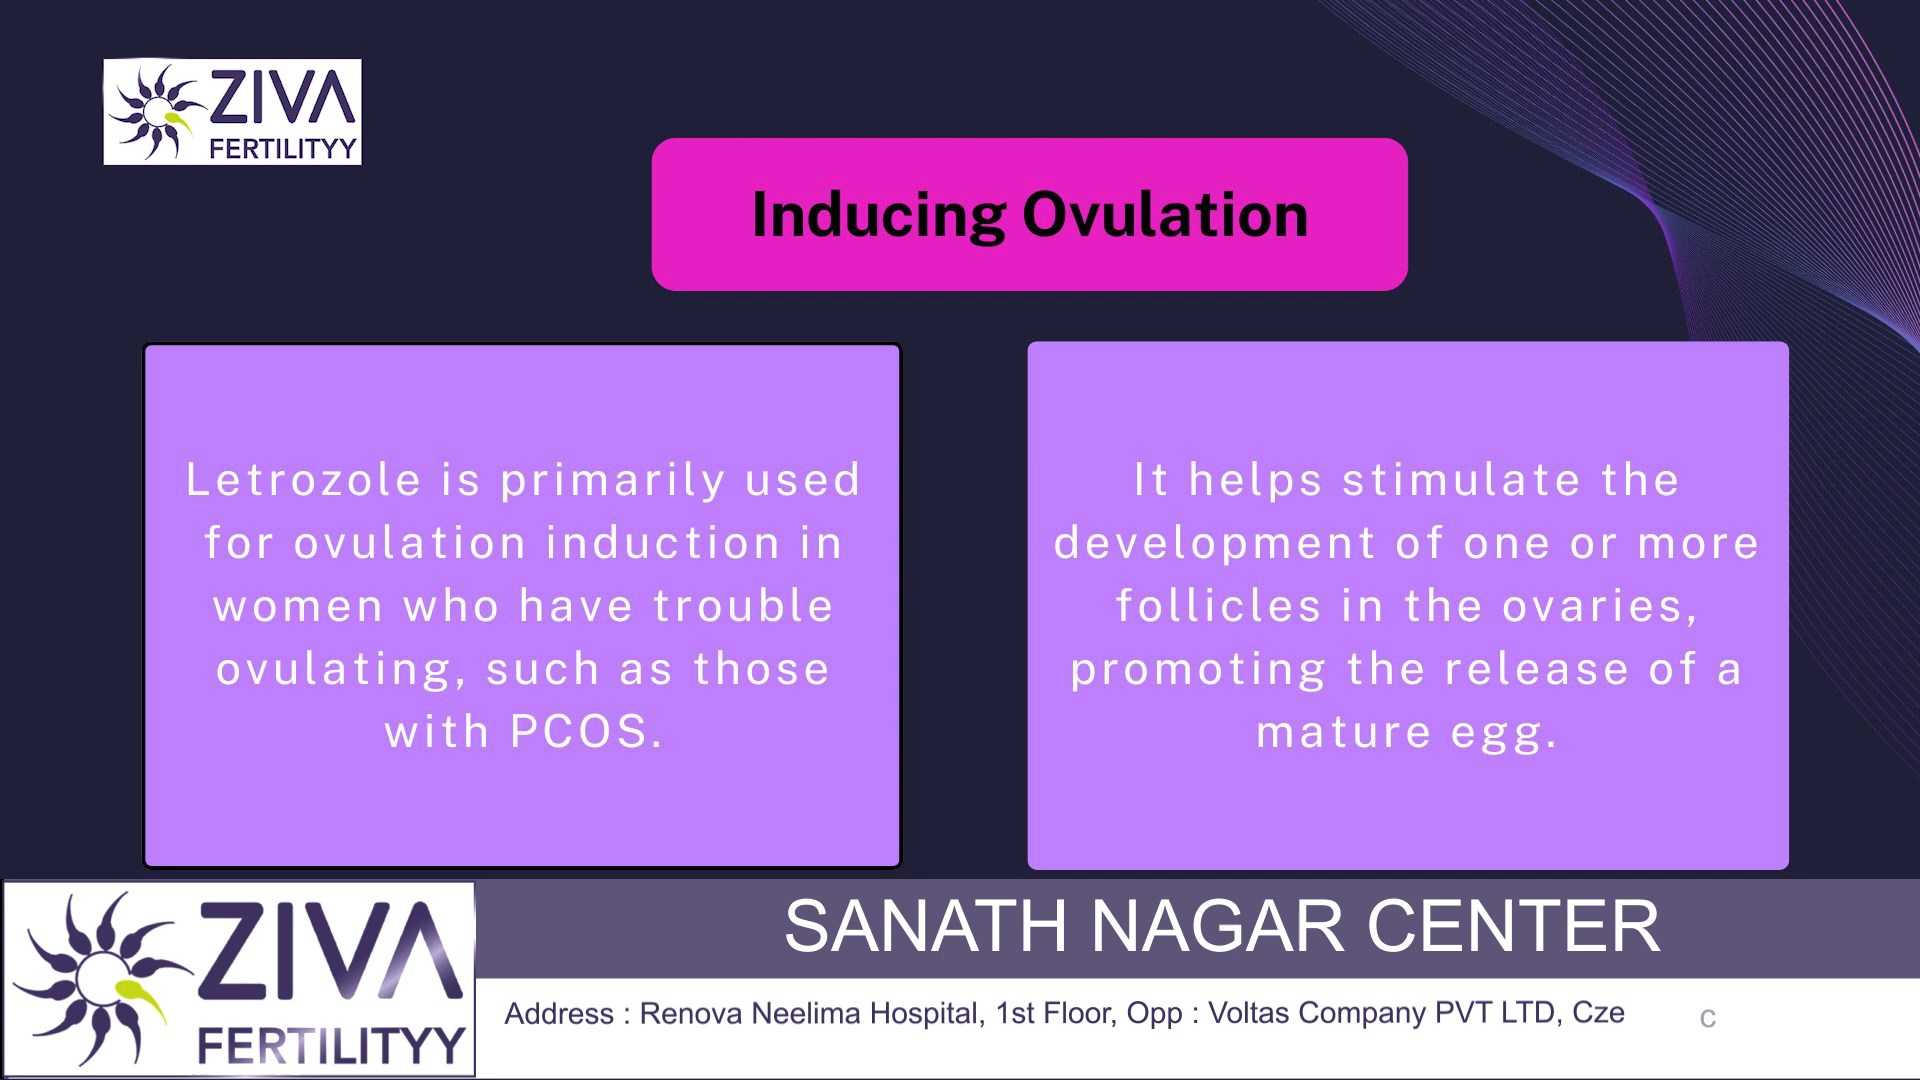 ZIVA
FERTILITYY
Inducing Ovulation
Letrozole is primarily used
for ovulation induction in
women who have trouble
ovulating, such as those
with PCOS.
It helps stimulate the
development of one or more
follicles in the ovaries,
promoting the release of a
mature egg.
ZIVA
FERTILITYY
SANATH NAGAR CENTER
Address : Renova Neelima Hospital, 1st Floor, Opp : Voltas Company PVT LTD, Cze c